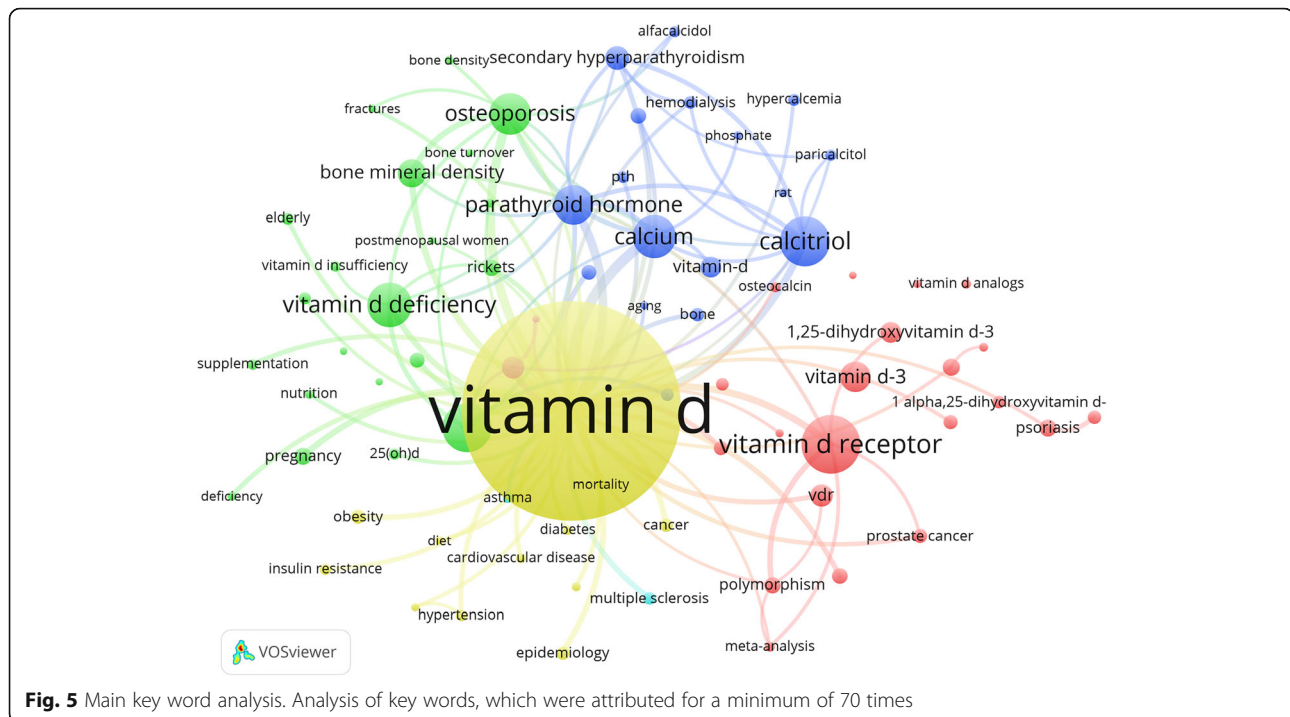 alfacalcidol
bone density
secondary hyperparathyroidism
hemodialysis
hypercalcemia
fractures
osteoporosis
phosphate
bone turnover
paricalcitol
bone mineral density
pth
rat
parathyroid hormone
elderly
calcium
calcitriol
postmenopausal women
vitamin d insufficiency
rickets
vitamin-d
osteocalcin
vitamin d analogs
vitamin d deficiency
aging
bone
1,25-dihydroxyvitamin d-3
supplementation
vitamin d-3
nutrition
vitamin d
1 alpha,25-dihydroxyvitamin d-
psoriasis
vitamin d receptor
pregnancy
25(oh)d
deficiency
asthma
mortality
vdr
obesity
diabetes
cancer
diet
prostate cancer
cardiovascular disease
insulin resistance
polymorphism
multiple sclerosis
hypertension
meta-analysis
epidemiology
VOSviewer
Fig. 5 Main key word analysis. Analysis of key words, which were attributed for a minimum of 70 times